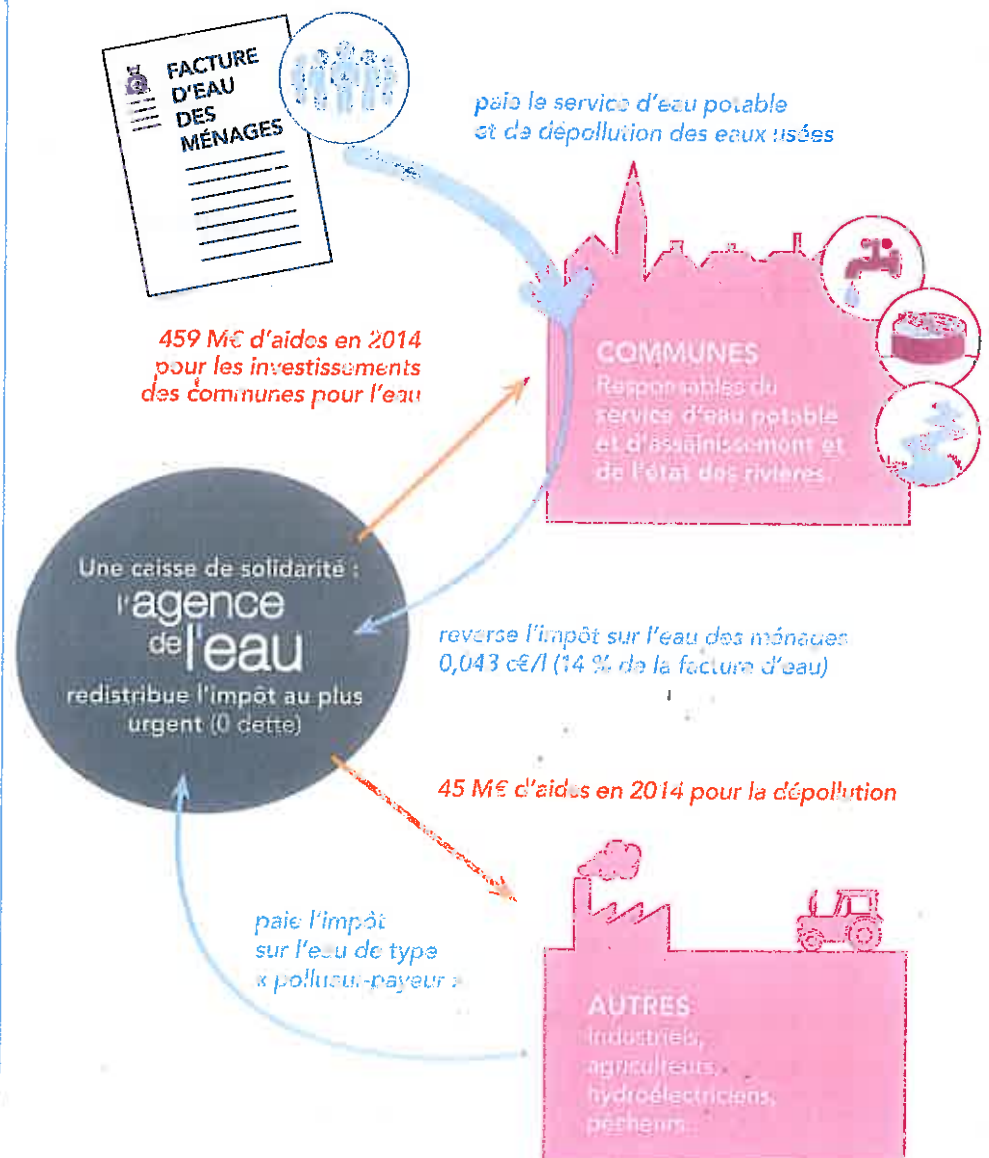 FACTURE
D'EAU
DES
MÉNAGES
paie le service d'eau potable
et de dépollution des eaux usées
459 M€ d'aides en 2014
pour les investissements
des communes pour l'eau
COMMUNES
Responsables du
service d'eau potable
et d'assainissement et
de l'état des rivières.
Une caisse de solidarité :
l'agence
de l'eau
redistribue l'impôt au plus
urgent (0 dette)
reverse l'impôt sur l'eau des ménages
0,043 c€/l (14 % de la facture d'eau)
45 M€ d'aides en 2014 pour la dépollution
paie l'impôt
sur l'eau de type
« pollueur-payeur »
AUTRES
industriels,
agriculteurs,
hydroélectriciens,
pêcheurs...